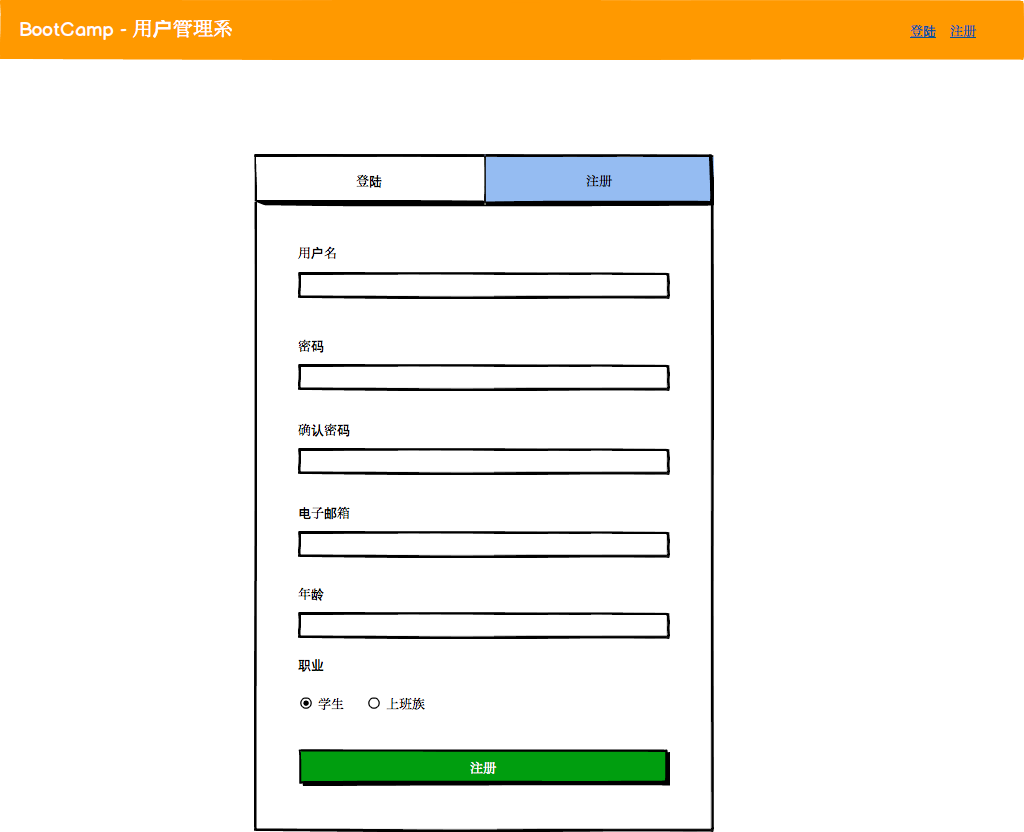 BootCamp - 用户管理系
登陆 注册
登陆 注册
用户名
密码
确认密码
电子邮箱
年龄
职业
学生 上班族
注册